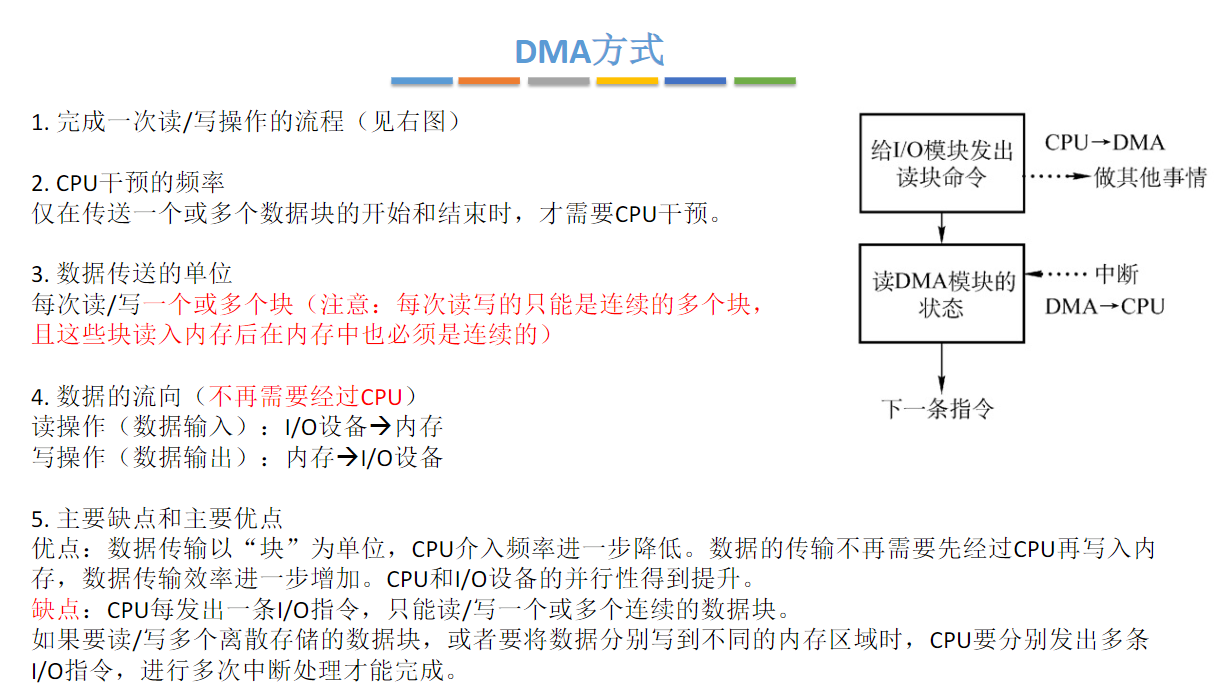 DMA方式
1. 完成一次读/写操作的流程（见右图）
2. CPU干预的频率
仅在传送一个或多个数据块的开始和结束时，才需要CPU干预。
3. 数据传送的单位
每次读/写一个或多个块（注意：每次读写的只能是连续的多个块，
且这些块读入内存后在内存中也必须是连续的）
4. 数据的流向（不再需要经过CPU）
读操作（数据输入）：I/O设备→内存
写操作（数据输出）：内存→I/O设备
5. 主要缺点和主要优点
优点：数据传输以“块”为单位，CPU介入频率进一步降低。数据的传输不再需要先经过CPU再写入内
存，数据传输效率进一步增加。CPU和I/O设备的并行性得到提升。
缺点：CPU每发出一条I/O指令，只能读/写一个或多个连续的数据块。
如果要读/写多个离散存储的数据块，或者要将数据分别写到不同的内存区域时，CPU要分别发出多条
I/O指令，进行多次中断处理才能完成。
给I/O模块发出
读块命令
CPU→DMA
做其他事情
读DMA模块的
状态
中断
DMA→CPU
下一条指令